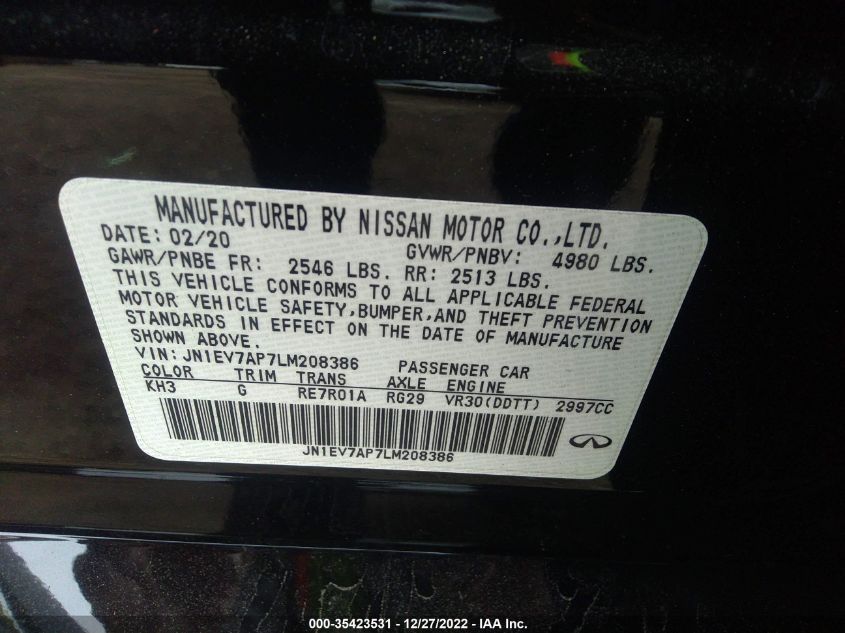 MANUFACTURED BY NISSAN MOTOR CO.,LTD.
DATE: 02/20 GVWR/PNBV: 4980 LBS.
GAWR/PNBE FR: 2546 LBS. RR: 2513 LBS.
THIS VEHICLE CONFORMS TO ALL APPLICABLE FEDERAL
MOTOR VEHICLE SAFETY,BUMPER,AND THEFT PREVENTION
STANDARDS IN EFFECT ON THE DATE OF MANUFACTURE
SHOWN ABOVE.
VIN:JN1EV7AP7LM208386 PASSENGER CAR
COLOR TRIM TRANS AXLE ENGINE
KH3 G RE7R01A RG29 VR30(DDTT) 2997CC
JN1EV7AP7LM208386
000-35423531 - 12/27/2022 - IAA Inc.